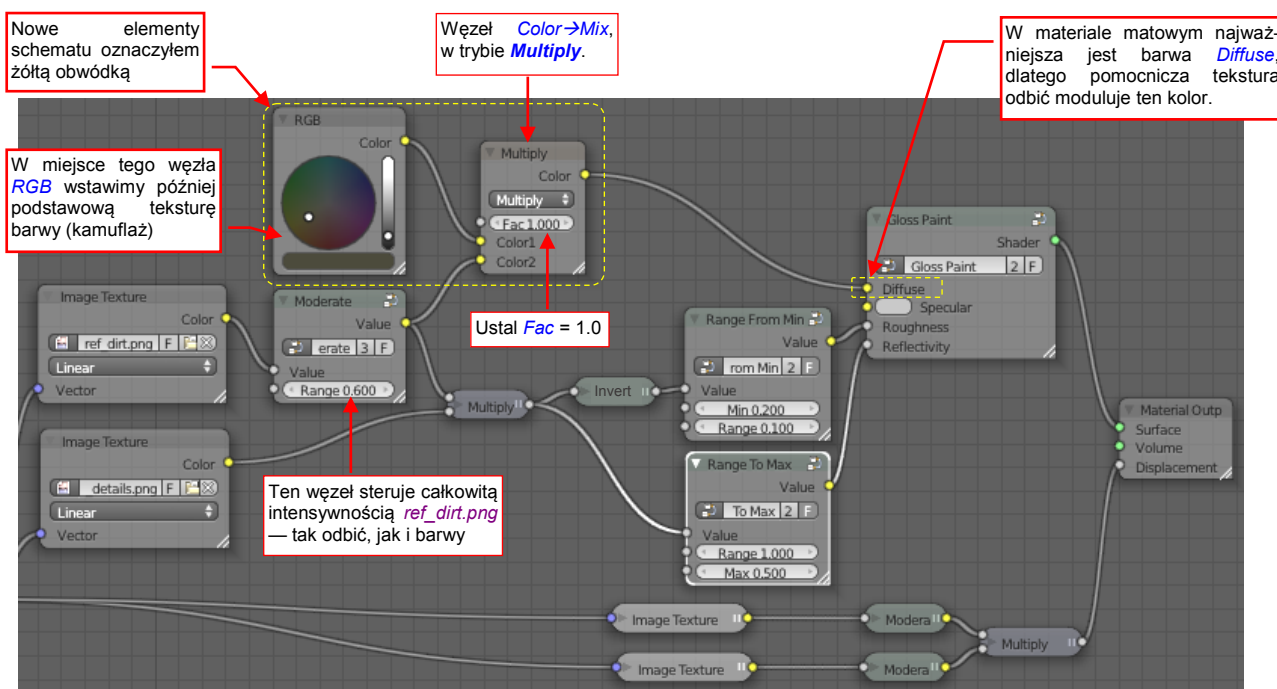 Nowe elementy
schematu oznaczyłem
żółtą obwódką
Węzeł Color→Mix,
w trybie Multiply.
W materiale matowym najważ-
niejsza jest barwa Diffuse,
dlatego pomocnicza tekstura
odbić moduluje ten kolor.
W miejsce tego węzła
RGB wstawimy później
podstawową teksturę
barwy (kamuflaż)
RGB
Color
Multiply
Color
Multiply
Fac 1.000
Color1
Color2
Ustal Fac = 1.0
Gloss Paint
Shader
Gloss Paint 2 F
Diffuse
Specular
Roughness
Reflectivity
Image Texture
Color
ref_dirt.png F
Linear
Vector
Moderate
Value
erate 3 F
Value
Range 0.600
Multiply
Invert
Range From Min
Value
rom Min 2 F
Value
Min 0.200
Range 0.100
Image Texture
Color
_details.png F
Linear
Vector
Ten węzeł steruje całkowitą
intensywnością ref_dirt.png
— tak odbić, jak i barwy
Range To Max
Value
To Max 2 F
Value
Range 1.000
Max 0.500
Material Outp
Surface
Volume
Displacement
Image Texture
Modera
Image Texture
Modera
Multiply